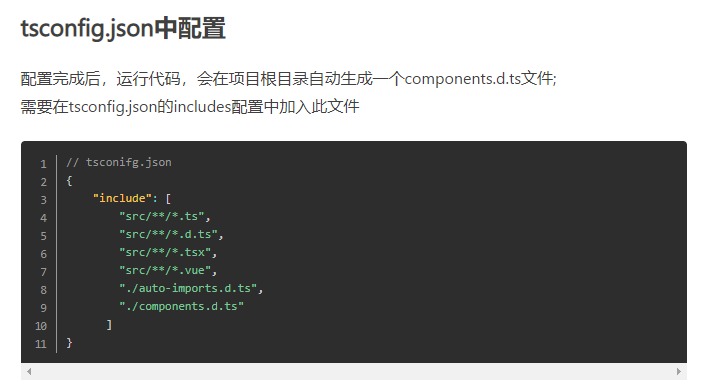 tsconfig.json中配置
配置完成后，运行代码，会在项目根目录自动生成一个components.d.ts文件;
需要在tsconfig.json的includes配置中加入此文件
1 // tsconifg.json
2 {
3 "include": [
4 "src/**/*.ts",
5 "src/**/*.d.ts",
6 "src/**/*.tsx",
7 "src/**/*.vue",
8 "./auto-imports.d.ts",
9 "./components.d.ts"
10 ]
11 }